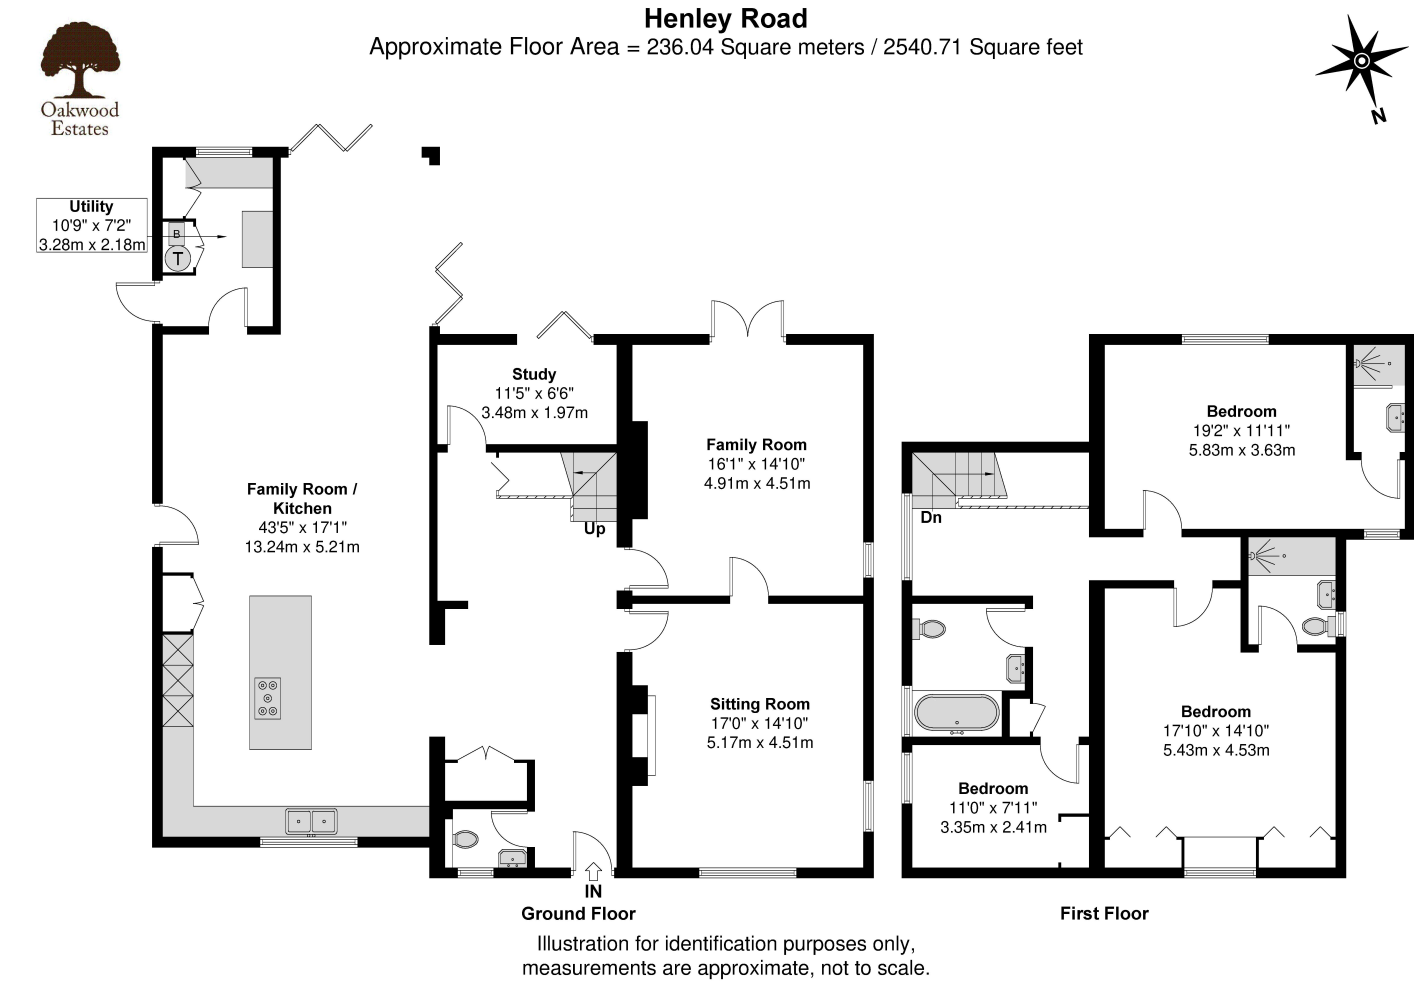 Henley Road
Approximate Floor Area = 236.04 Square meters / 2540.71 Square feet
Oakwood
Estates
N
Utility
10'9" x 7'2"
3.28m x 2.18m
B
T
Study
11'5" x 6'6"
3.48m x 1.97m
Family Room
16'1" x 14'10"
4.91m x 4.51m
Bedroom
19'2" x 11'11"
5.83m x 3.63m
Family Room /
Kitchen
43'5" x 17'1"
13.24m x 5.21m
Up
Dn
Sitting Room
17'0" x 14'10"
5.17m x 4.51m
Bedroom
17'10" x 14'10"
5.43m x 4.53m
Bedroom
11'0" x 7'11"
3.35m x 2.41m
IN
Ground Floor
First Floor
Illustration for identification purposes only,
measurements are approximate, not to scale.